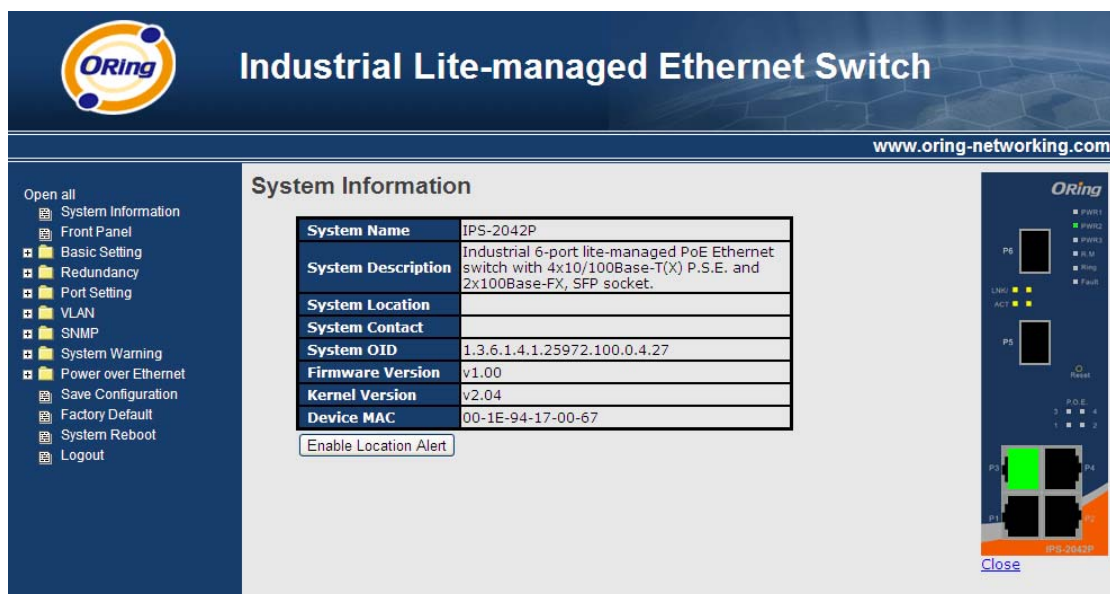 ORing
Industrial Lite-managed Ethernet Switch
www.oring-networking.com
Open all
System Information
Front Panel
Basic Setting
Redundancy
Port Setting
VLAN
SNMP
System Warning
Power over Ethernet
Save Configuration
Factory Default
System Reboot
Logout
System Information
System Name IPS-2042P
System Description Industrial 6-port lite-managed PoE Ethernet
switch with 4x10/100Base-T(X) P.S.E. and
2x100Base-FX, SFP socket.
System Location
System Contact
System OID 1.3.6.1.4.1.25972.100.0.4.27
Firmware Version v1.00
Kernel Version v2.04
Device MAC 00-1E-94-17-00-67
Enable Location Alert
ORing
PWR1
PWR2
PWR3
P6
R.M
Ring
Fault
LNK/
ACT
P5
Reset
P.O.E.
3 4
1 2
P3 P4
P1 P2
IPS-2042P
Close